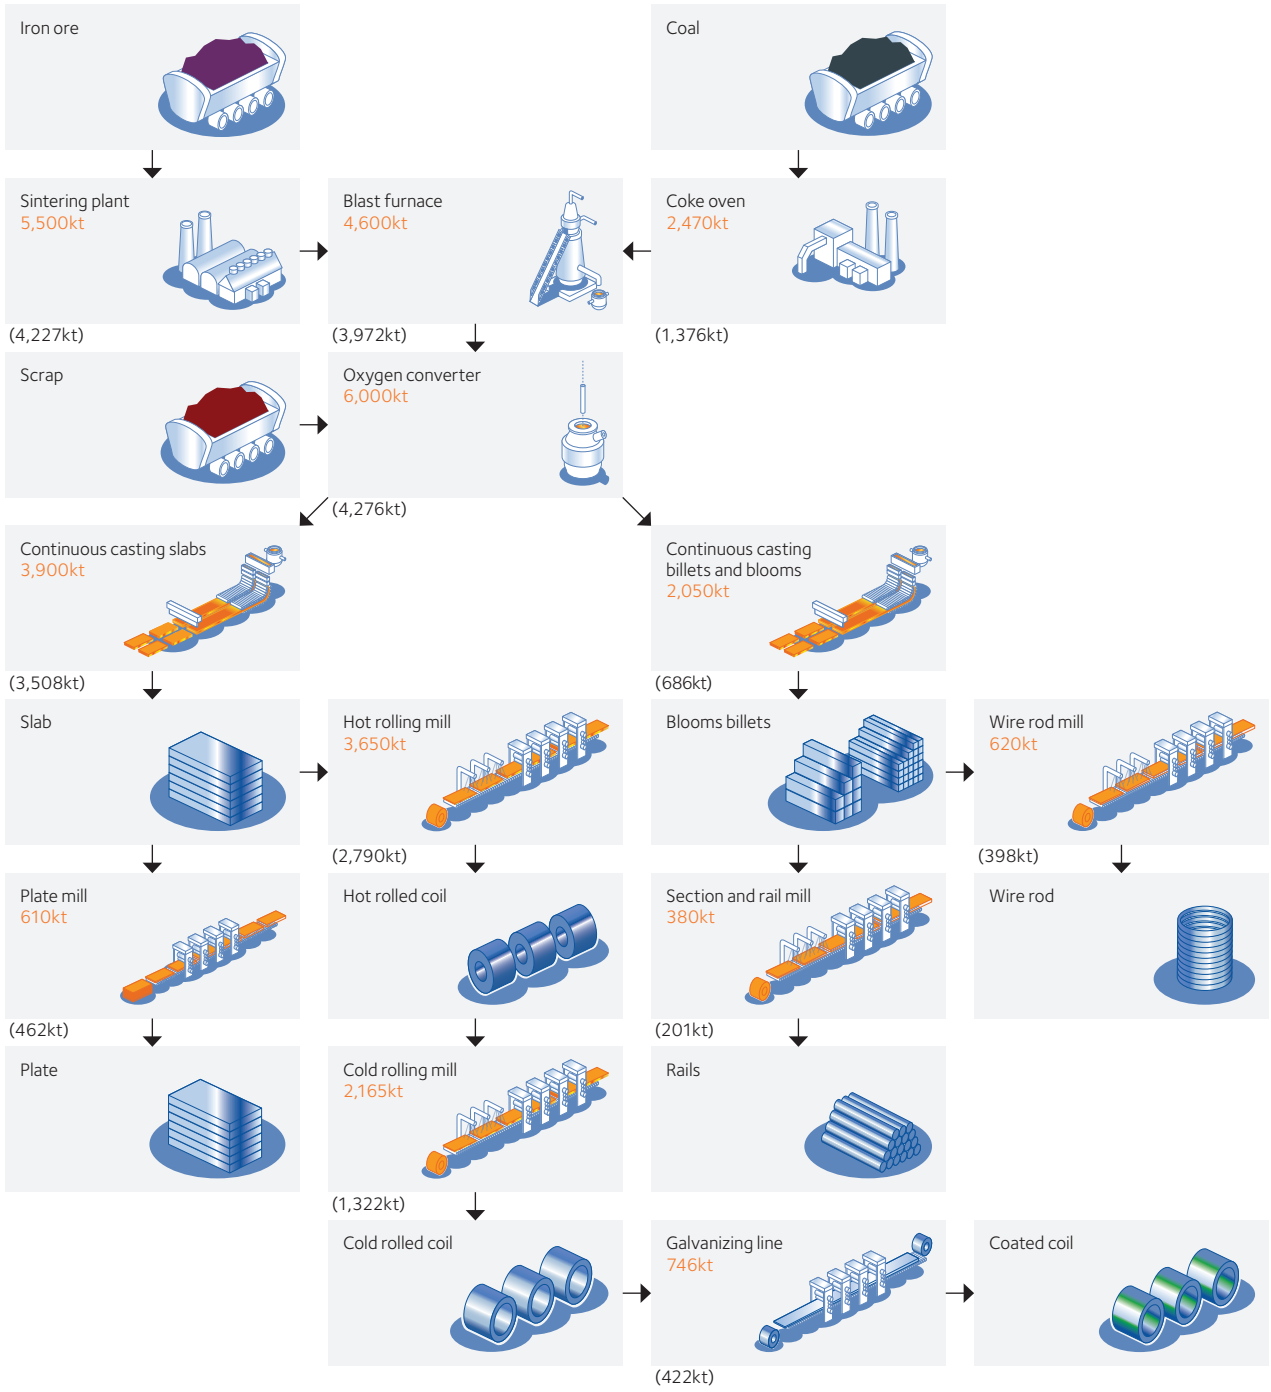 Iron ore
Coal
Sintering plant
5,500kt
Blast furnace
4,600kt
Coke oven
2,470kt
(4,227kt)
(3,972kt)
(1,376kt)
Scrap
Oxygen converter
6,000kt
(4,276kt)
Continuous casting slabs
3,900kt
Continuous casting
billets and blooms
2,050kt
(3,508kt)
(686kt)
Slab
Hot rolling mill
3,650kt
Blooms billets
Wire rod mill
620kt
(2,790kt)
(398kt)
Plate mill
610kt
Hot rolled coil
Section and rail mill
380kt
Wire rod
(462kt)
(201kt)
Plate
Cold rolling mill
2,165kt
Rails
(1,322kt)
Cold rolled coil
Galvanizing line
746kt
Coated coil
(422kt)